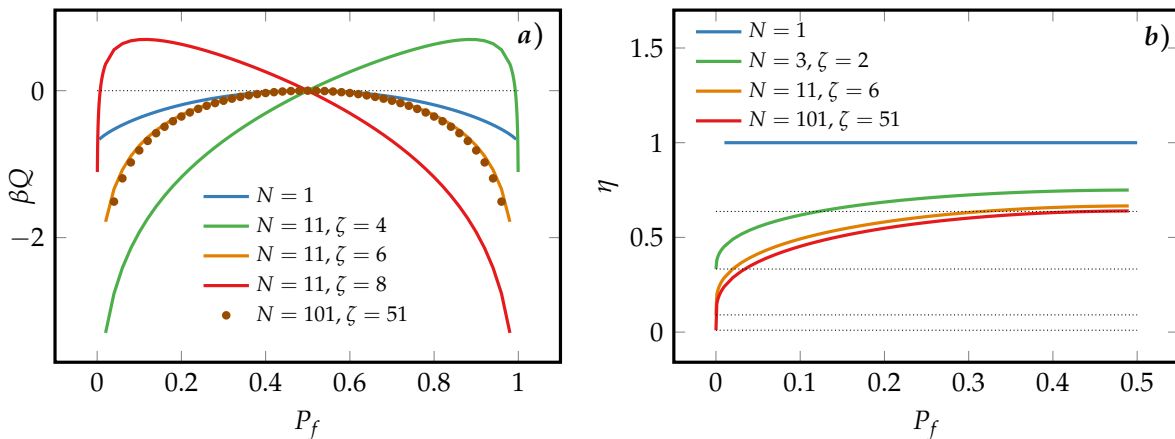 a)
0
−2
βQ
N = 1
N = 11, ζ = 4
N = 11, ζ = 6
N = 11, ζ = 8
N = 101, ζ = 51
0 0.2 0.4 0.6 0.8 1
P_f
b)
1.5
1
0.5
0
η
N = 1
N = 3, ζ = 2
N = 11, ζ = 6
N = 101, ζ = 51
0 0.1 0.2 0.3 0.4 0.5
P_f